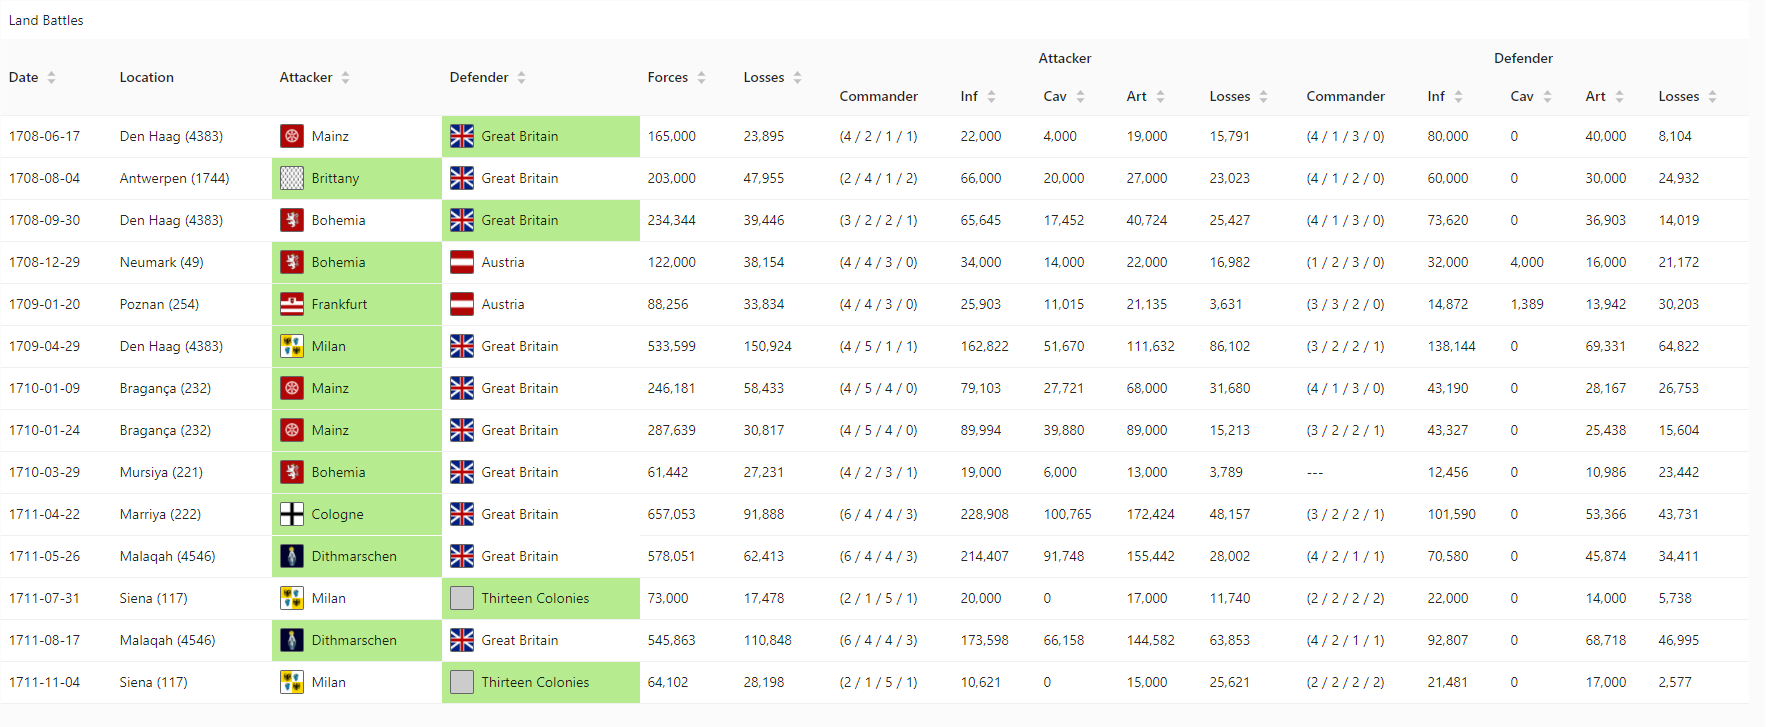 Land Battles
Attacker Defender
Date Location Attacker Defender Forces Losses
Commander Inf Cav Art Losses Commander Inf Cav Art Losses
1708-06-17 Den Haag (4383) Mainz Great Britain 165,000 23,895 (4 / 2 / 1 / 1) 22,000 4,000 19,000 15,791 (4 / 1 / 3 / 0) 80,000 0 40,000 8,104
1708-08-04 Antwerpen (1744) Brittany Great Britain 203,000 47,955 (2 / 4 / 1 / 2) 66,000 20,000 27,000 23,023 (4 / 1 / 2 / 0) 60,000 0 30,000 24,932
1708-09-30 Den Haag (4383) Bohemia Great Britain 234,344 39,446 (3 / 2 / 2 / 1) 65,645 17,452 40,724 25,427 (4 / 1 / 3 / 0) 73,620 0 36,903 14,019
1708-12-29 Neumark (49) Bohemia Austria 122,000 38,154 (4 / 4 / 3 / 0) 34,000 14,000 22,000 16,982 (1 / 2 / 3 / 0) 32,000 4,000 16,000 21,172
1709-01-20 Poznan (254) Frankfurt Austria 88,256 33,834 (4 / 4 / 3 / 0) 25,903 11,015 21,135 3,631 (3 / 3 / 2 / 0) 14,872 1,389 13,942 30,203
1709-04-29 Den Haag (4383) Milan Great Britain 533,599 150,924 (4 / 5 / 1 / 1) 162,822 51,670 111,632 86,102 (3 / 2 / 2 / 1) 138,144 0 69,331 64,822
1710-01-09 Bragança (232) Mainz Great Britain 246,181 58,433 (4 / 5 / 4 / 0) 79,103 27,721 68,000 31,680 (4 / 1 / 3 / 0) 43,190 0 28,167 26,753
1710-01-24 Bragança (232) Mainz Great Britain 287,639 30,817 (4 / 5 / 4 / 0) 89,994 39,880 89,000 15,213 (3 / 2 / 2 / 1) 43,327 0 25,438 15,604
1710-03-29 Mursiya (221) Bohemia Great Britain 61,442 27,231 (4 / 2 / 3 / 1) 19,000 6,000 13,000 3,789 --- 12,456 0 10,986 23,442
1711-04-22 Marriya (222) Cologne Great Britain 657,053 91,888 (6 / 4 / 4 / 3) 228,908 100,765 172,424 48,157 (3 / 2 / 2 / 1) 101,590 0 53,366 43,731
1711-05-26 Malaqah (4546) Dithmarschen Great Britain 578,051 62,413 (6 / 4 / 4 / 3) 214,407 91,748 155,442 28,002 (4 / 2 / 1 / 1) 70,580 0 45,874 34,411
1711-07-31 Siena (117) Milan Thirteen Colonies 73,000 17,478 (2 / 1 / 5 / 1) 20,000 0 17,000 11,740 (2 / 2 / 2 / 2) 22,000 0 14,000 5,738
1711-08-17 Malaqah (4546) Dithmarschen Great Britain 545,863 110,848 (6 / 4 / 4 / 3) 173,598 66,158 144,582 63,853 (4 / 2 / 1 / 1) 92,807 0 68,718 46,995
1711-11-04 Siena (117) Milan Thirteen Colonies 64,102 28,198 (2 / 1 / 5 / 1) 10,621 0 15,000 25,621 (2 / 2 / 2 / 2) 21,481 0 17,000 2,577